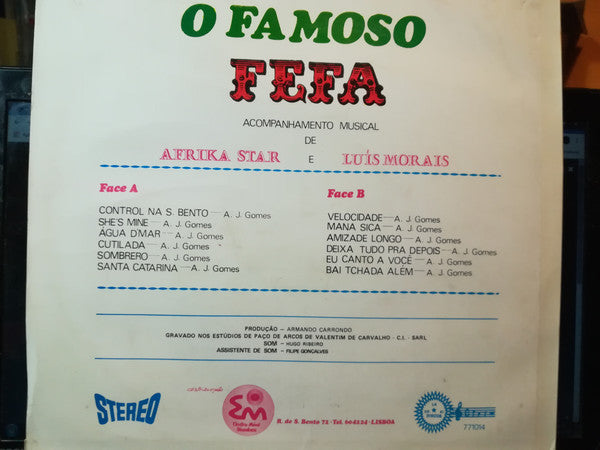 O FAMOSO
FEFA
ACOMPANHAMENTO MUSICAL
DE
AFRIKA STAR E LUÍS MORAIS
Face A
CONTROL NA S. BENTO — A. J. Gomes
SHE'S MINE — A. J. Gomes
ÁGUA D'MAR — A. J. Gomes
CUTILADA — A. J. Gomes
SOMBRERO — A. J. Gomes
SANTA CATARINA — A. J. Gomes
Face B
VELOCIDADE — A. J. Gomes
MANA SICA — A. J. Gomes
AMIZADE LONGO — A. J. Gomes
DEIXA TUDO PRA DEPOIS — A. J. Gomes
EU CANTO A VOCÊ — A. J. Gomes
BAI TCHADA ALÉM — A. J. Gomes
PRODUÇÃO — ARMANDO CARRONDO
GRAVADO NOS ESTÚDIOS DE PAÇO DE ARCOS DE VALENTIM DE CARVALHO - C.I. - SARL
SOM — HUGO RIBEIRO
ASSISTENTE DE SOM — FILIPE GONÇALVES
STEREO
R. de S. Bento 72 - Tel. 604224 - LISBOA
771014